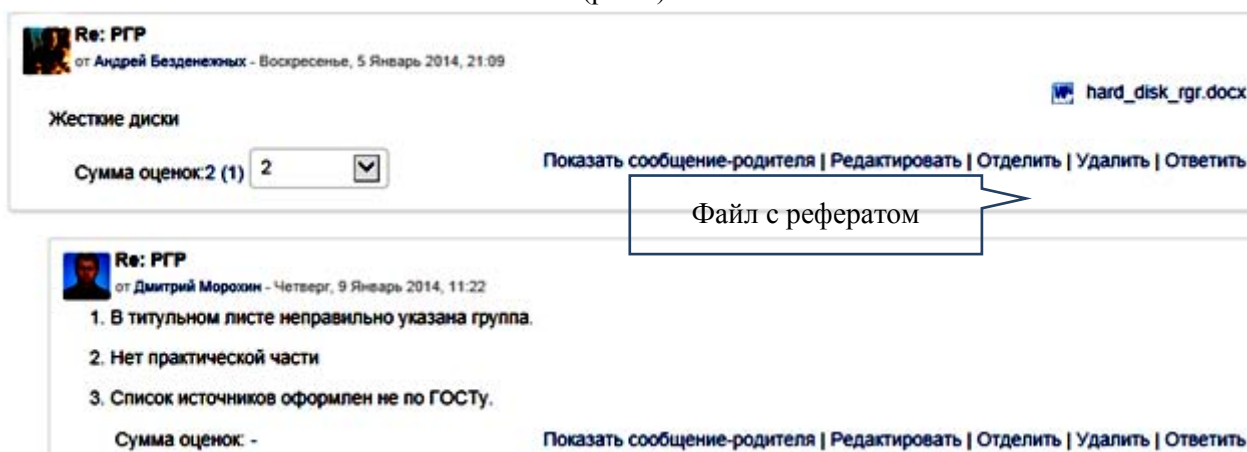 Re: РГР
от Андрей Безденежных - Воскресенье, 5 Январь 2014, 21:09
hard_disk_rgr.docx
Жесткие диски
Сумма оценок:2 (1) 2
Показать сообщение-родителя | Редактировать | Отделить | Удалить | Ответить
Файл с рефератом
Re: РГР
от Дмитрий Морохин - Четверг, 9 Январь 2014, 11:22
1. В титульном листе неправильно указана группа.
2. Нет практической части
3. Список источников оформлен не по ГОСТу.
Сумма оценок: -
Показать сообщение-родителя | Редактировать | Отделить | Удалить | Ответить